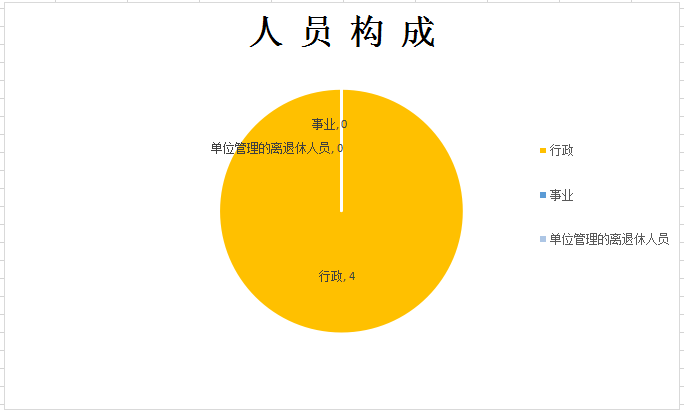 人员构成
事业, 0
单位管理的离退休人员, 0
行政, 4
行政
事业
单位管理的离退休人员